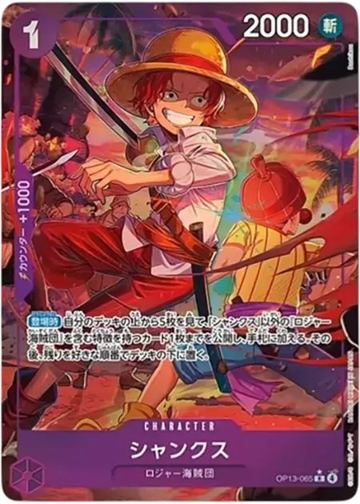 1
2000
斬
カウンター+1000
登場時 自分のデッキの上から5枚を見て、「シャンクス」以外の『ロジャー
海賊団』を含む特徴を持つカード1枚までを公開し、手札に加える。その
後、残りを好きな順番でデッキの下に置く。
CHARACTER
シャンクス
ロジャー海賊団
OP13-065 R 4